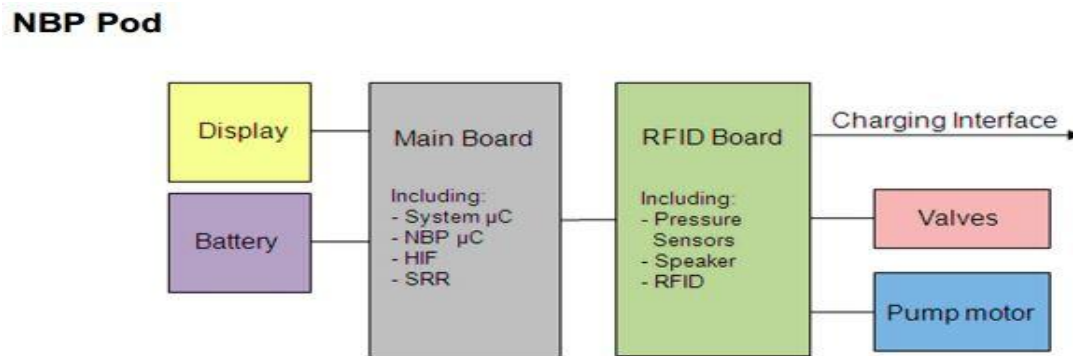 NBP Pod
Display
Battery
Main Board
Including:
- System µC
- NBP µC
- HIF
- SRR
RFID Board
Including:
- Pressure
Sensors
- Speaker
- RFID
Charging Interface
Valves
Pump motor